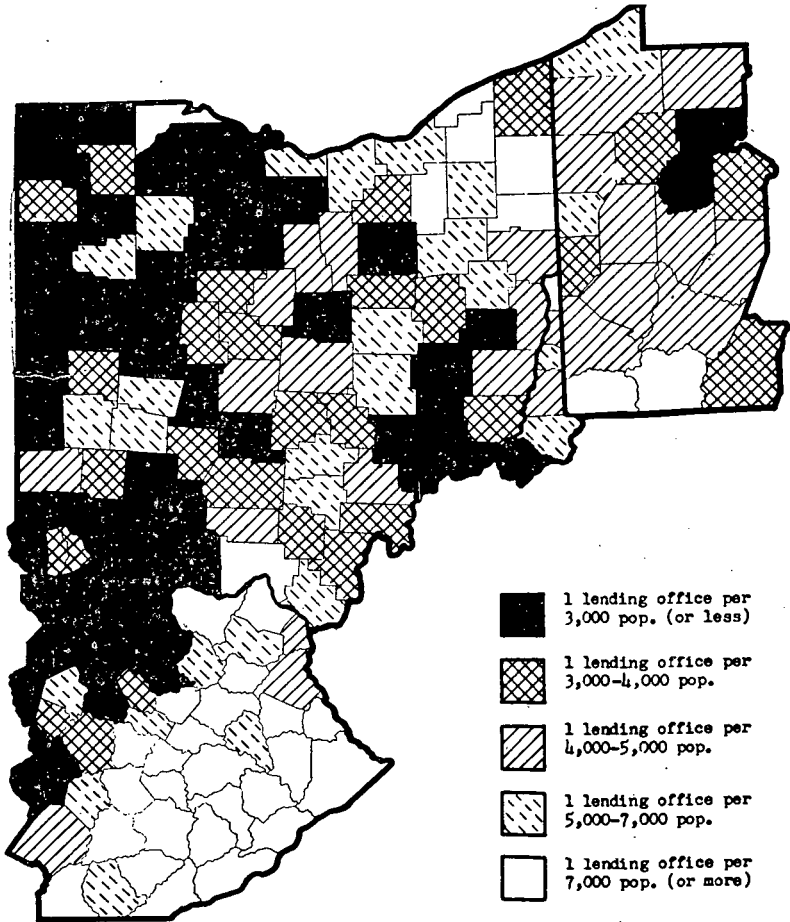 1 lending office per
3,000 pop. (or less)
1 lending office per
3,000-4,000 pop.
1 lending office per
4,000-5,000 pop.
1 lending office per
5,000-7,000 pop.
1 lending office per
7,000 pop. (or more)